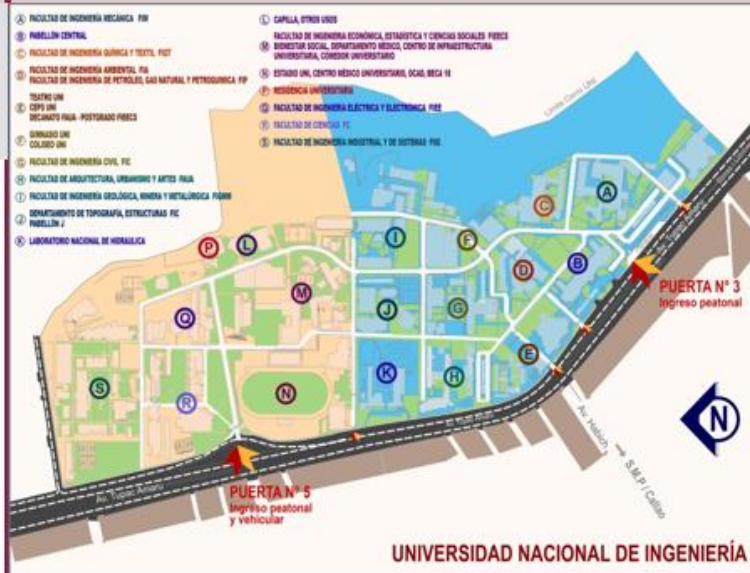 A FACULTAD DE INGENIERÍA MECÁNICA FIM
B PABELLÓN CENTRAL
C FACULTAD DE INGENIERÍA QUÍMICA Y TEXTIL FIQT
D FACULTAD DE INGENIERÍA AMBIENTAL FIA
FACULTAD DE INGENIERÍA DE PETRÓLEO, GAS NATURAL Y PETROQUÍMICA FIP
E TEATRO UNI
CEPS UNI
DECANATO FAUA - POSTGRADO FIEECS
F GIMNASIO UNI
COLISEO UNI
G FACULTAD DE INGENIERÍA CIVIL FIC
H FACULTAD DE ARQUITECTURA, URBANISMO Y ARTES FAUA
I FACULTAD DE INGENIERÍA GEOLÓGICA, MINERA Y METALÚRGICA FIGMM
J DEPARTAMENTO DE TOPOGRAFÍA, ESTRUCTURAS FIC
PABELLÓN J
K LABORATORIO NACIONAL DE HIDRAULICA
L CAPILLA, OTROS USOS
M FACULTAD DE INGENIERÍA ECONÓMICA, ESTADÍSTICA Y CIENCIAS SOCIALES FIEECS
BIENESTAR SOCIAL, DEPARTAMENTO MÉDICO, CENTRO DE INFRAESTRUCTURA
UNIVERSITARIA, COMEDOR UNIVERSITARIO
N ESTADIO UNI, CENTRO MÉDICO UNIVERSITARIO, OCAD, BECA 18
P RESIDENCIA UNIVERSITARIA
Q FACULTAD DE INGENIERÍA ELÉCTRICA Y ELECTRÓNICA FIEE
R FACULTAD DE CIENCIAS FC
S FACULTAD DE INGENIERÍA INDUSTRIAL Y DE SISTEMAS FIIS
Límite Cerro UNI
A
C
I
F
P
L
D
B
M
PUERTA N° 3
Ingreso peatonal
Q
J
G
E
S
R
N
K
H
N
Av. Habich
S.M.P / Callao
Av. Tupac Amaru
PUERTA N° 5
Ingreso peatonal
y vehicular
UNIVERSIDAD NACIONAL DE INGENIERÍA